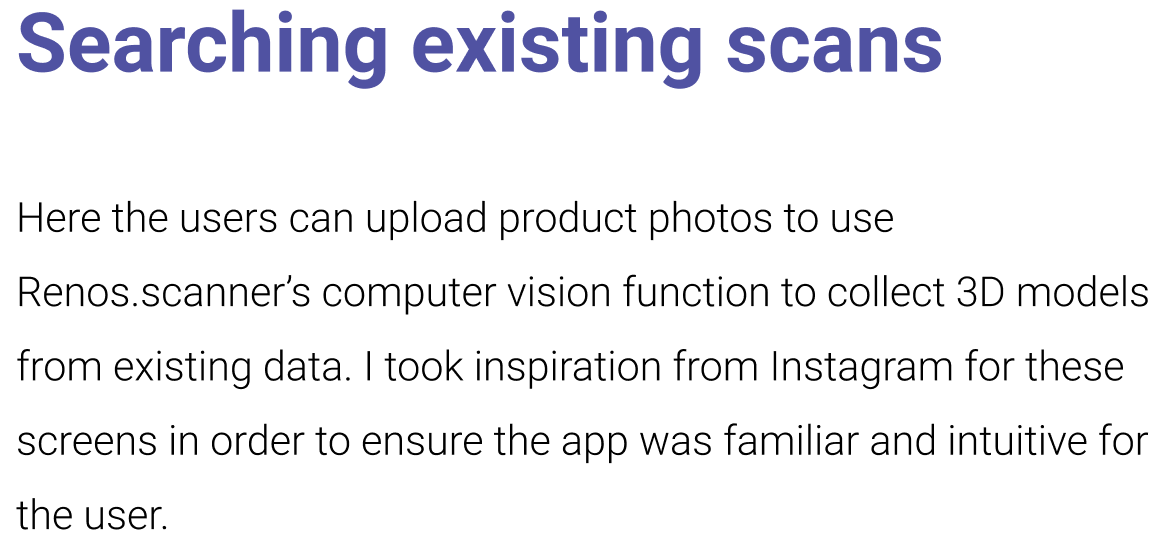 Searching existing scans
Here the users can upload product photos to use
Renos.scanner’s computer vision function to collect 3D models
from existing data. I took inspiration from Instagram for these
screens in order to ensure the app was familiar and intuitive for
the user.